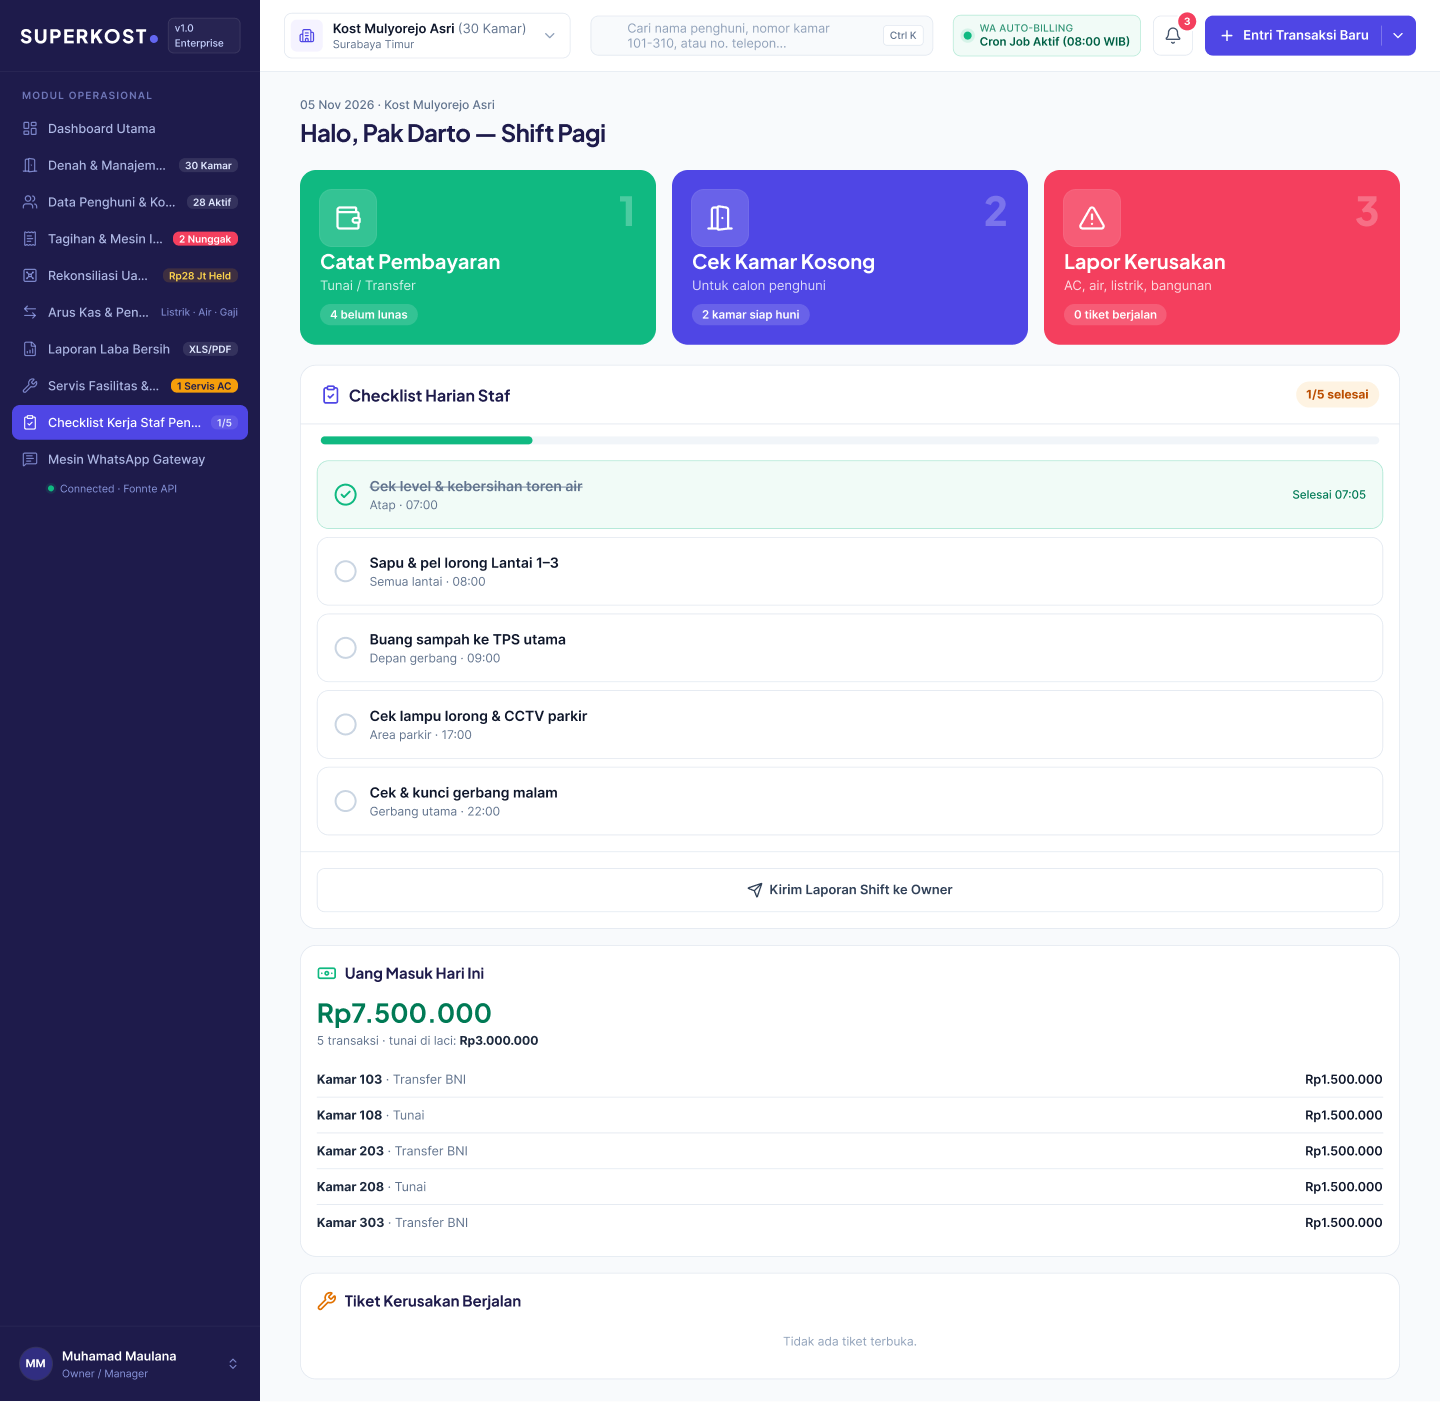 SUPERKOST
v1.0
Enterprise
MODUL OPERASIONAL
Dashboard Utama
Denah & Manajem... 30 Kamar
Data Penghuni & Ko... 28 Aktif
Tagihan & Mesin I... 2 Nunggak
Rekonsiliasi Ua... Rp28 Jt Held
Arus Kas & Pen... Listrik · Air · Gaji
Laporan Laba Bersih XLS/PDF
Servis Fasilitas &... 1 Servis AC
Checklist Kerja Staf Pen... 1/5
Mesin WhatsApp Gateway
Connected · Fonnte API
MM
Muhamad Maulana
Owner / Manager
Kost Mulyorejo Asri (30 Kamar)
Surabaya Timur
Cari nama penghuni, nomor kamar
101-310, atau no. telepon...
Ctrl K
WA AUTO-BILLING
Cron Job Aktif (08:00 WIB)
3
Entri Transaksi Baru
05 Nov 2026 · Kost Mulyorejo Asri
Halo, Pak Darto — Shift Pagi
1
Catat Pembayaran
Tunai / Transfer
4 belum lunas
2
Cek Kamar Kosong
Untuk calon penghuni
2 kamar siap huni
3
Lapor Kerusakan
AC, air, listrik, bangunan
0 tiket berjalan
Checklist Harian Staf
1/5 selesai
Cek level & kebersihan toren air
Atap · 07:00
Selesai 07:05
Sapu & pel lorong Lantai 1–3
Semua lantai · 08:00
Buang sampah ke TPS utama
Depan gerbang · 09:00
Cek lampu lorong & CCTV parkir
Area parkir · 17:00
Cek & kunci gerbang malam
Gerbang utama · 22:00
Kirim Laporan Shift ke Owner
Uang Masuk Hari Ini
Rp7.500.000
5 transaksi · tunai di laci: Rp3.000.000
Kamar 103 · Transfer BNI Rp1.500.000
Kamar 108 · Tunai Rp1.500.000
Kamar 203 · Transfer BNI Rp1.500.000
Kamar 208 · Tunai Rp1.500.000
Kamar 303 · Transfer BNI Rp1.500.000
Tiket Kerusakan Berjalan
Tidak ada tiket terbuka.